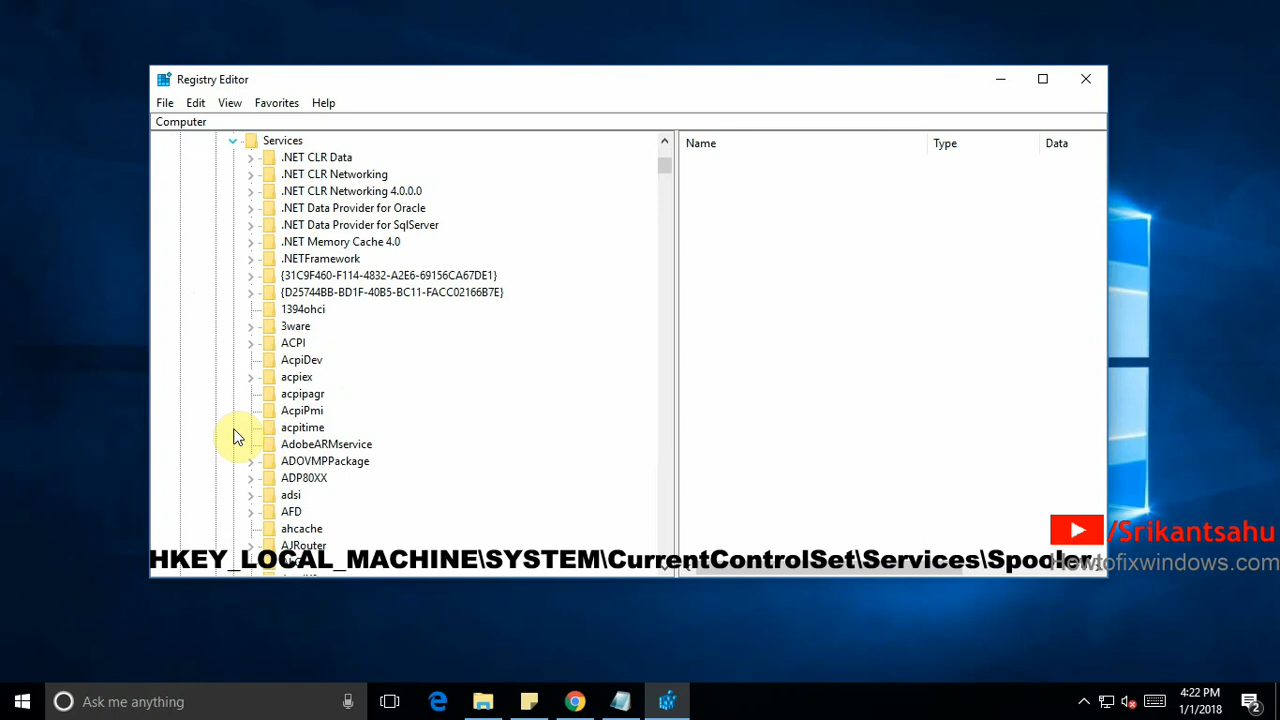 Registry Editor
File Edit View Favorites Help
Computer
Services
.NET CLR Data
.NET CLR Networking
.NET CLR Networking 4.0.0.0
.NET Data Provider for Oracle
.NET Data Provider for SqlServer
.NET Memory Cache 4.0
.NETFramework
{31C9F460-F114-4832-A2E6-69156CA67DE1}
{D25744BB-BD1F-40B5-BC11-FACC02166B7E}
1394ohci
3ware
ACPI
AcpiDev
acpiex
acpipagr
AcpiPmi
acpitime
AdobeARMservice
ADOVMPPackage
ADP80XX
adsi
AFD
ahcache
AJRouter
Name Type Data
HKEY_LOCAL_MACHINE\SYSTEM\CurrentControlSet\Services\Spooler
/Srikantsahu
Howtofixwindows.com
Ask me anything
4:22 PM
1/1/2018
2